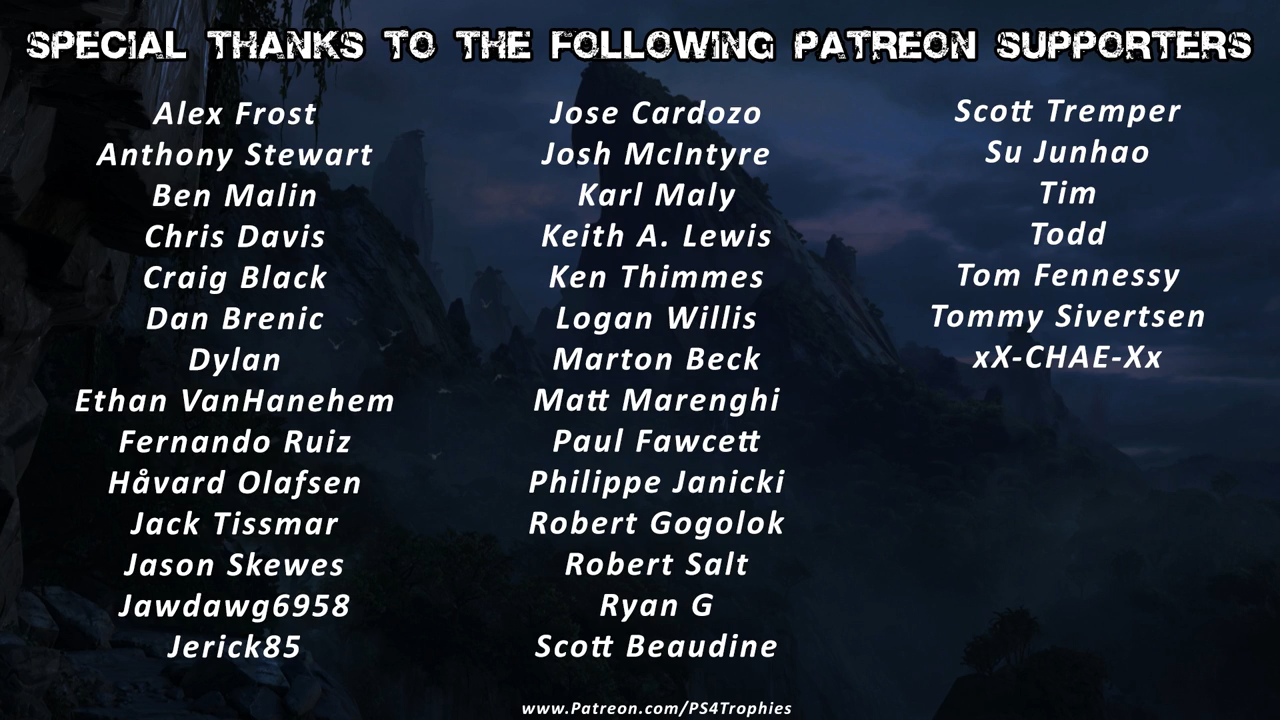 SPECIAL THANKS TO THE FOLLOWING PATREON SUPPORTERS
Alex Frost
Anthony Stewart
Ben Malin
Chris Davis
Craig Black
Dan Brenic
Dylan
Ethan VanHanehem
Fernando Ruiz
Håvard Olafsen
Jack Tissmar
Jason Skewes
Jawdawg6958
Jerick85
Jose Cardozo
Josh McIntyre
Karl Maly
Keith A. Lewis
Ken Thimmes
Logan Willis
Marton Beck
Matt Marenghi
Paul Fawcett
Philippe Janicki
Robert Gogolok
Robert Salt
Ryan G
Scott Beaudine
Scott Tremper
Su Junhao
Tim
Todd
Tom Fennessy
Tommy Sivertsen
xX-CHAE-Xx
www.Patreon.com/PS4Trophies